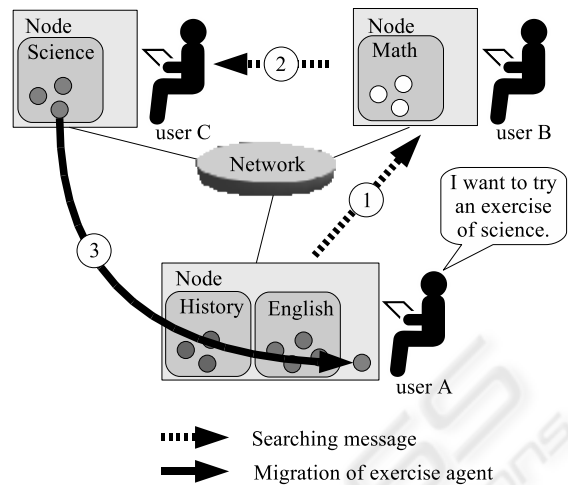 Node
Science
user C
2
Node
Math
user B
Network
1
I want to try
an exercise
of science.
3
Node
History
English
user A
Searching message
Migration of exercise agent